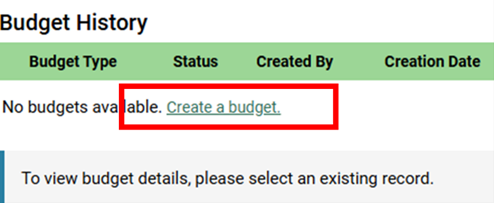 Budget History
Budget Type Status Created By Creation Date
No budgets available. Create a budget.
To view budget details, please select an existing record.